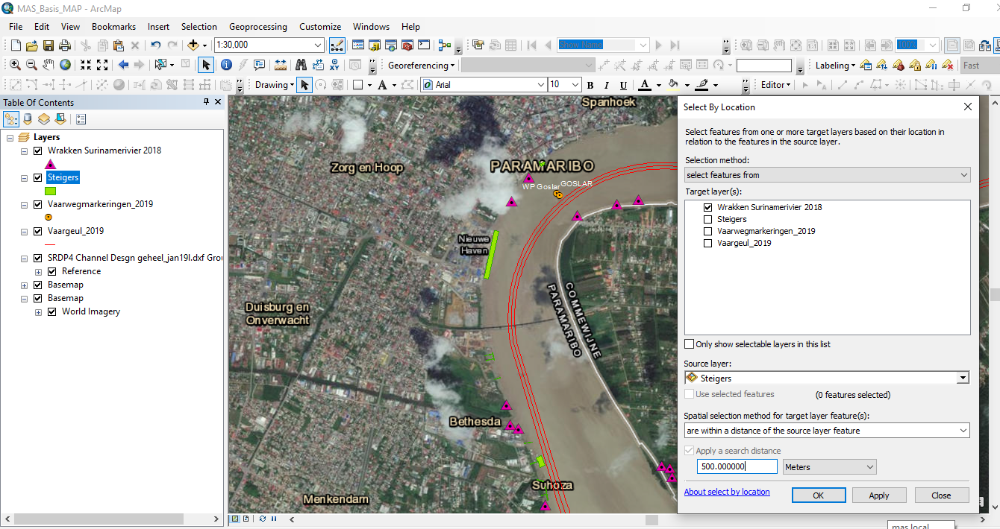 MAS_Basis_MAP - ArcMap
File Edit View Bookmarks Insert Selection Geoprocessing Customize Windows Help
1:30,000
Show Name
100%
Georeferencing
Labeling
Fast
Drawing
Arial
10
B I U A
Editor
Table Of Contents
Layers
Wrakken Surinamerivier 2018
Steigers
Vaarwegmarkeringen_2019
Vaargeul_2019
SRDP4 Channel Desgn geheel_jan19l.dxf Grou
Reference
Basemap
Basemap
World Imagery
Spanhoek
Zorg en Hoop
PARAMARIBO
WP Goslar
GOSLAR
Nieuwe
Haven
Duisburg en
Onverwacht
COMMEWIJNE
PARAMARIBO
Bethesda
Suhoza
Menkendam
Select By Location
Select features from one or more target layers based on their location in
relation to the features in the source layer.
Selection method:
select features from
Target layer(s):
Wrakken Surinamerivier 2018
Steigers
Vaarwegmarkeringen_2019
Vaargeul_2019
Only show selectable layers in this list
Source layer:
Steigers
Use selected features (0 features selected)
Spatial selection method for target layer feature(s):
are within a distance of the source layer feature
Apply a search distance
500.000000 Meters
About select by location
OK Apply Close
mas.local